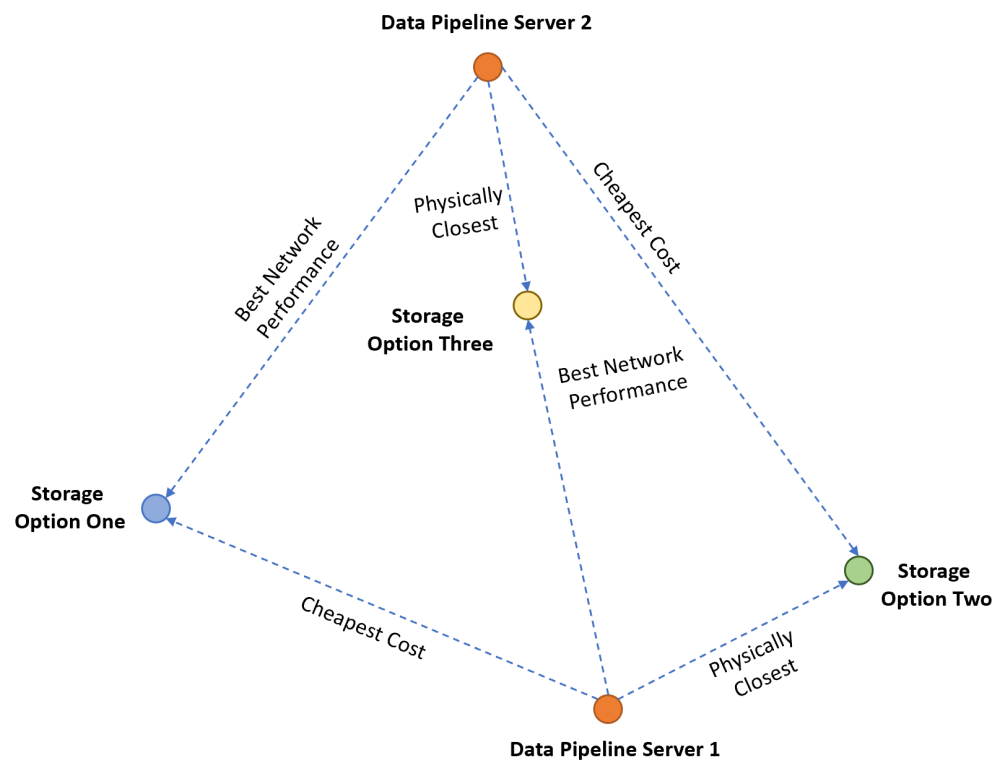 Data Pipeline Server 2
Physically
Closest
Cheapest Cost
Best Network
Performance
Storage
Option Three
Best Network
Performance
Storage
Option One
Storage
Option Two
Cheapest Cost
Physically
Closest
Data Pipeline Server 1